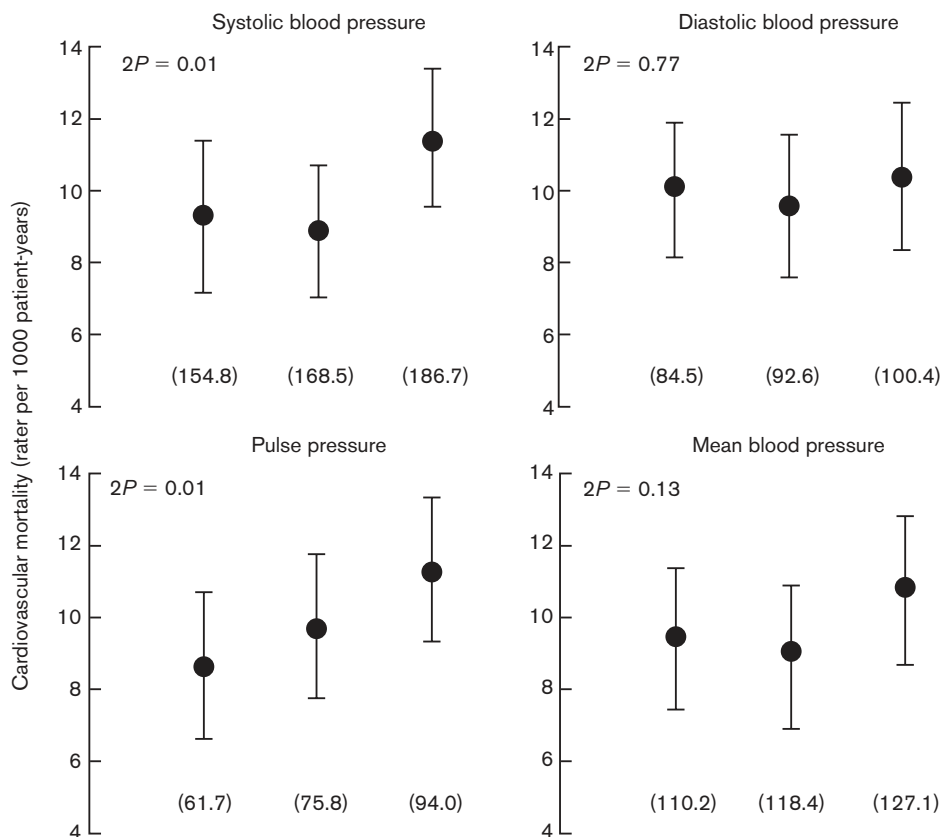 Systolic blood pressure
Diastolic blood pressure
14
2P = 0.01
12
10
8
6
4
(154.8) (168.5) (186.7)
14
2P = 0.77
12
10
8
6
4
(84.5) (92.6) (100.4)
Cardiovascular mortality (rater per 1000 patient-years)
Pulse pressure
Mean blood pressure
14
2P = 0.01
12
10
8
6
4
(61.7) (75.8) (94.0)
14
2P = 0.13
12
10
8
6
4
(110.2) (118.4) (127.1)